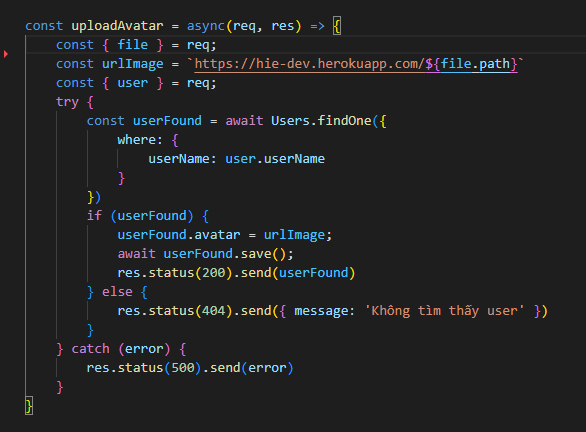 const uploadAvatar = async(req, res) => {
    const { file } = req;
    const urlImage = `https://hie-dev.herokuapp.com/${file.path}`
    const { user } = req;
    try {
        const userFound = await Users.findOne({
            where: {
                userName: user.userName
            }
        })
        if (userFound) {
            userFound.avatar = urlImage;
            await userFound.save();
            res.status(200).send(userFound)
        } else {
            res.status(404).send({ message: 'Không tìm thấy user' })
        }
    } catch (error) {
        res.status(500).send(error)
    }
}